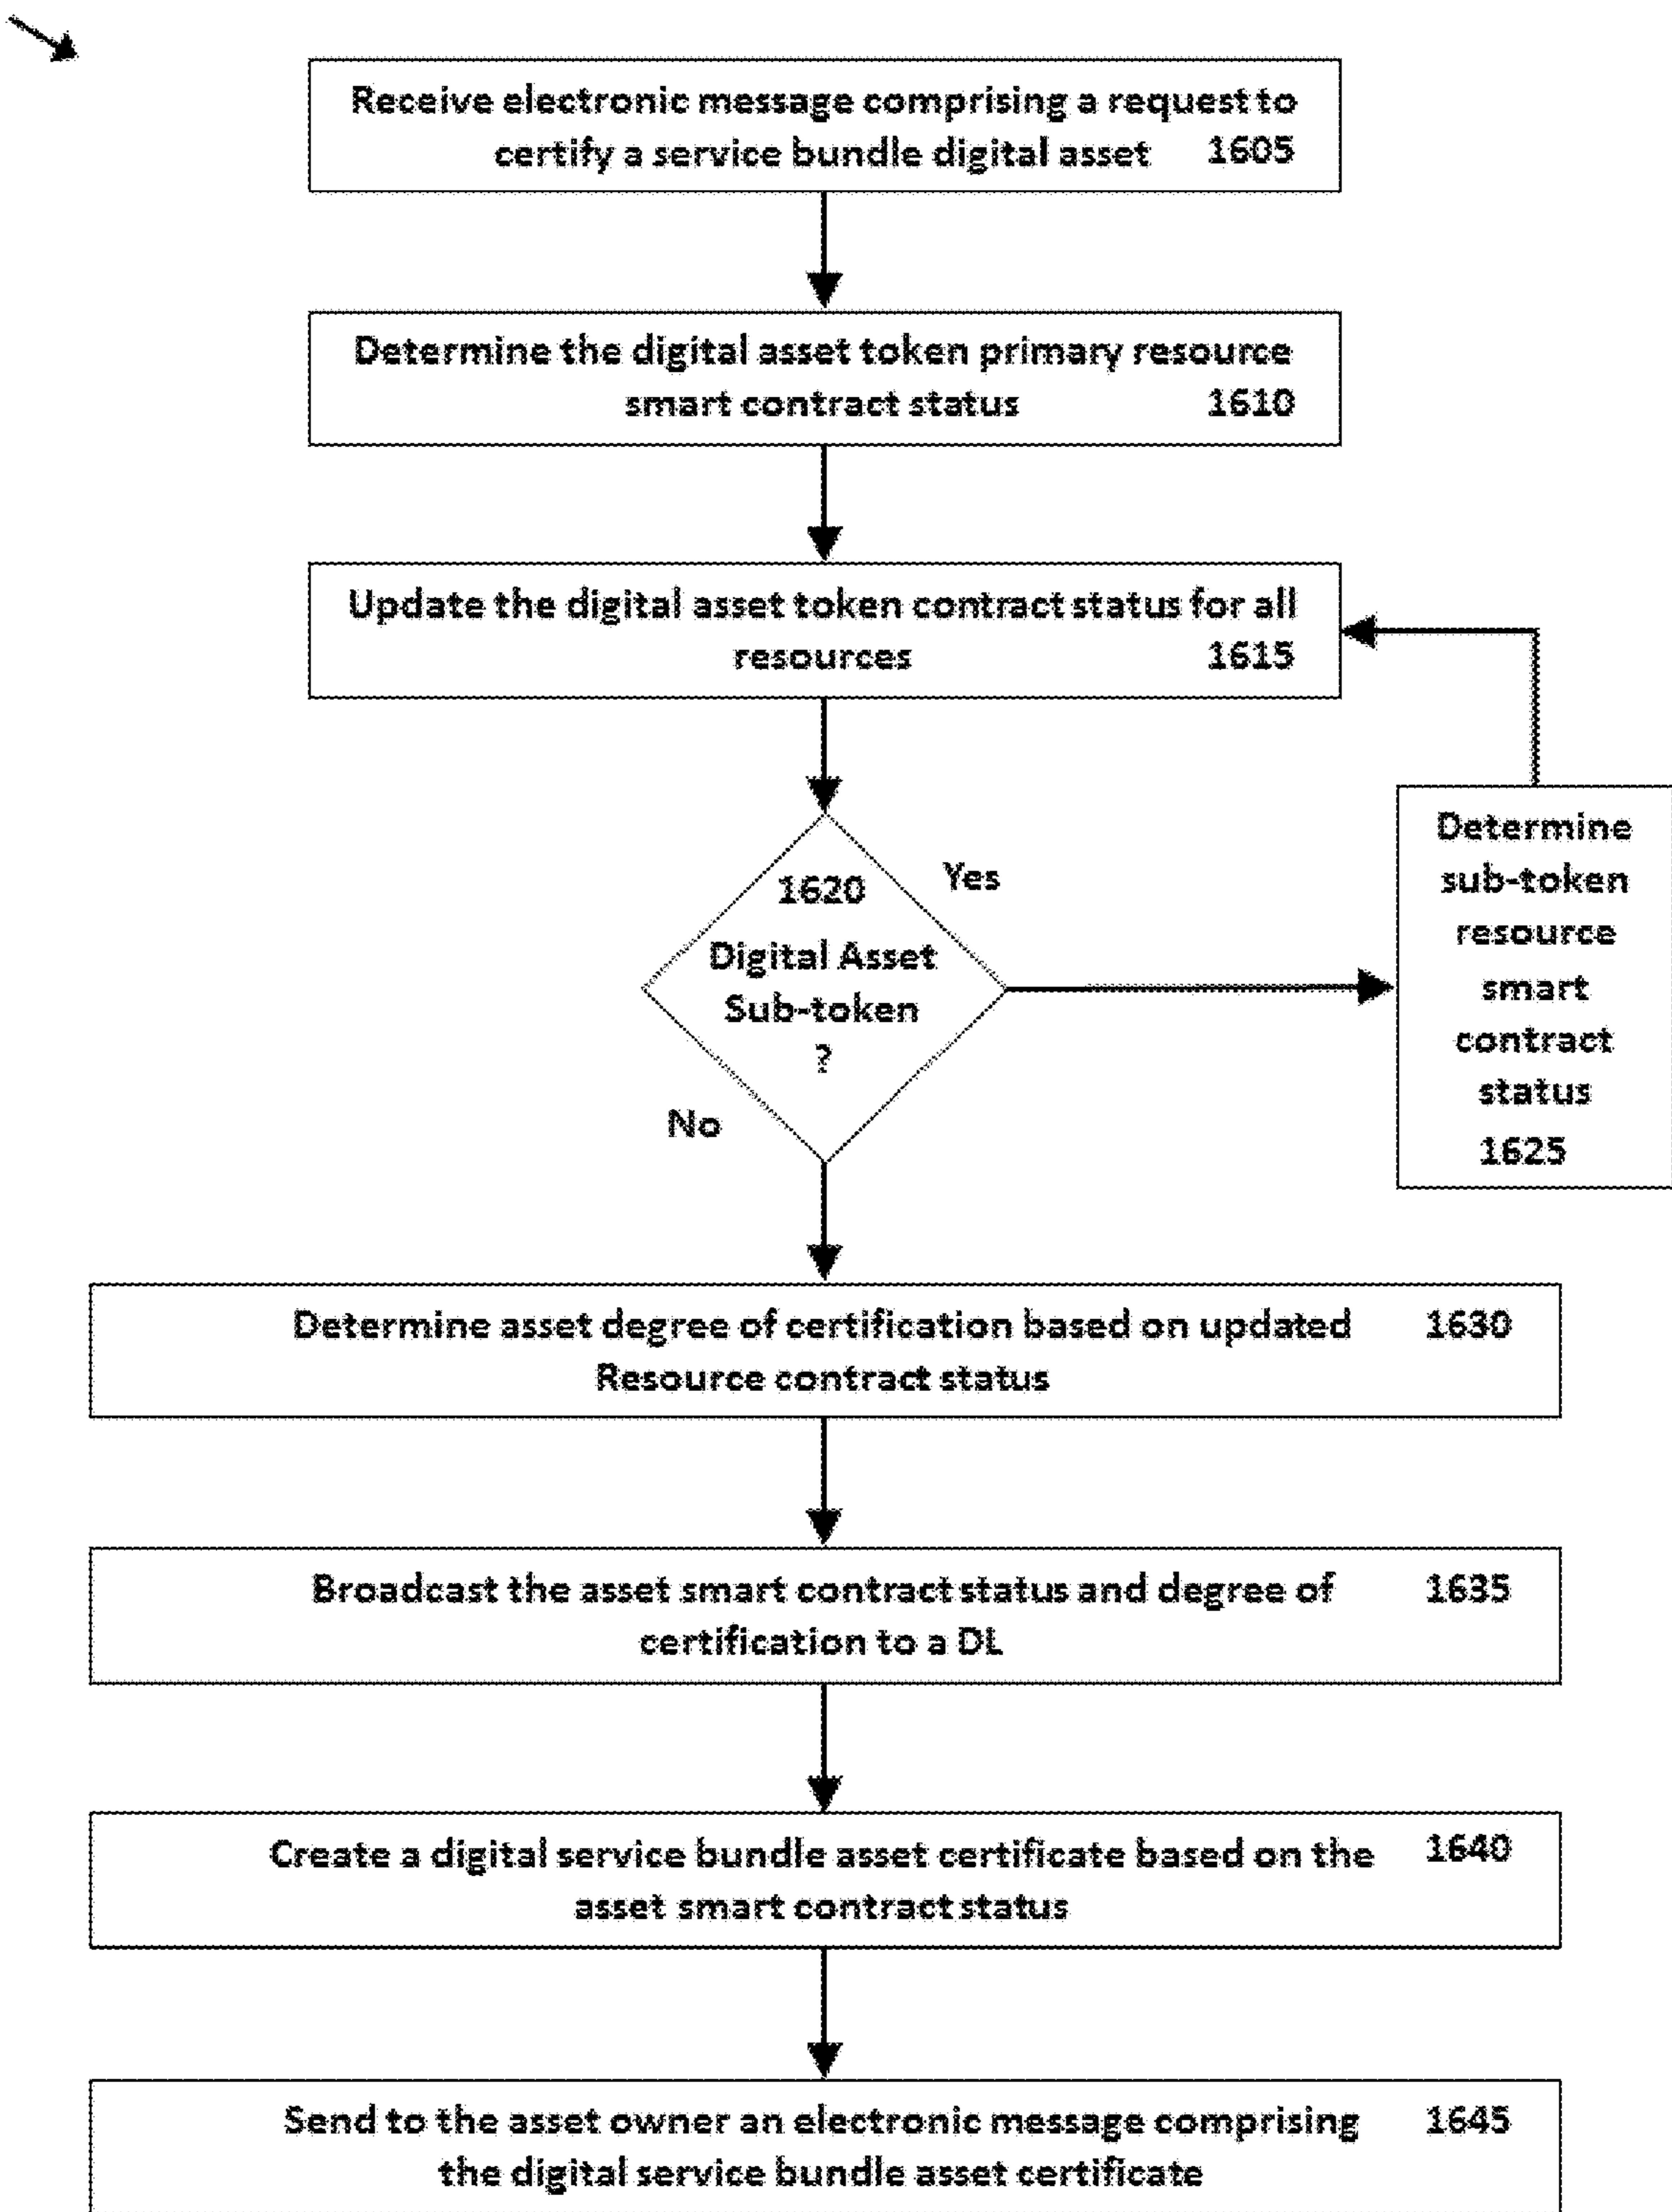 Receive electronic message comprising a request to
certify a service bundle digital asset 1605
Determine the digital asset token primary resource
smart contract status 1610
Update the digital asset token contract status for all
resources 1615
1620
Digital Asset
Sub-token
?
Yes
No
Determine
sub-token
resource
smart
contract
status
1625
Determine asset degree of certification based on updated 1630
Resource contract status
Broadcast the asset smart contract status and degree of 1635
certification to a DL
Create a digital service bundle asset certificate based on the 1640
asset smart contract status
Send to the asset owner an electronic message comprising 1645
the digital service bundle asset certificate